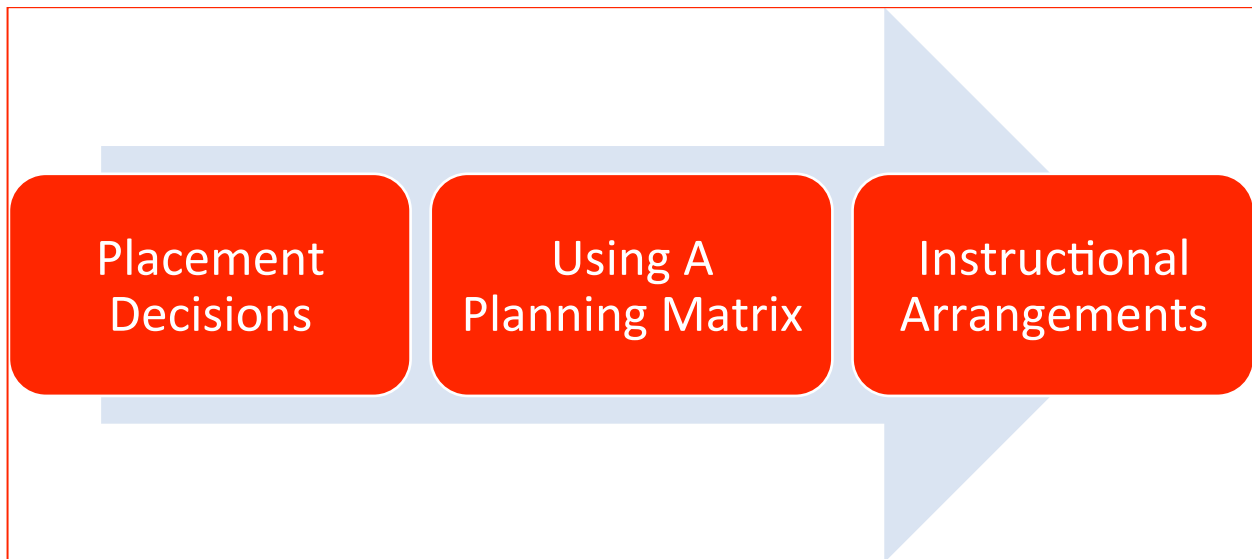 Placement
Decisions
Using A
Planning Matrix
Instructional
Arrangements